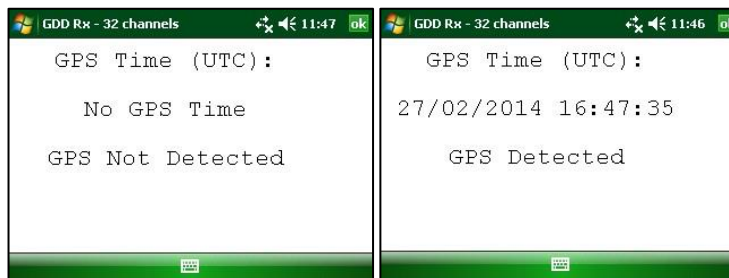 GDD Rx - 32 channels 11:47 ok
GPS Time (UTC):
No GPS Time
GPS Not Detected
GDD Rx - 32 channels 11:46 ok
GPS Time (UTC):
27/02/2014 16:47:35
GPS Detected